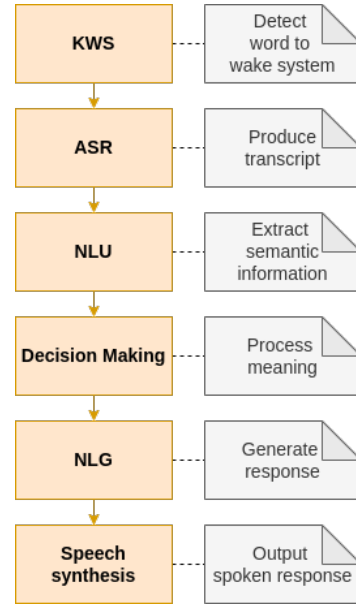 KWS
Detect
word to
wake system
ASR
Produce
transcript
NLU
Extract
semantic
information
Decision Making
Process
meaning
NLG
Generate
response
Speech
synthesis
Output
spoken response